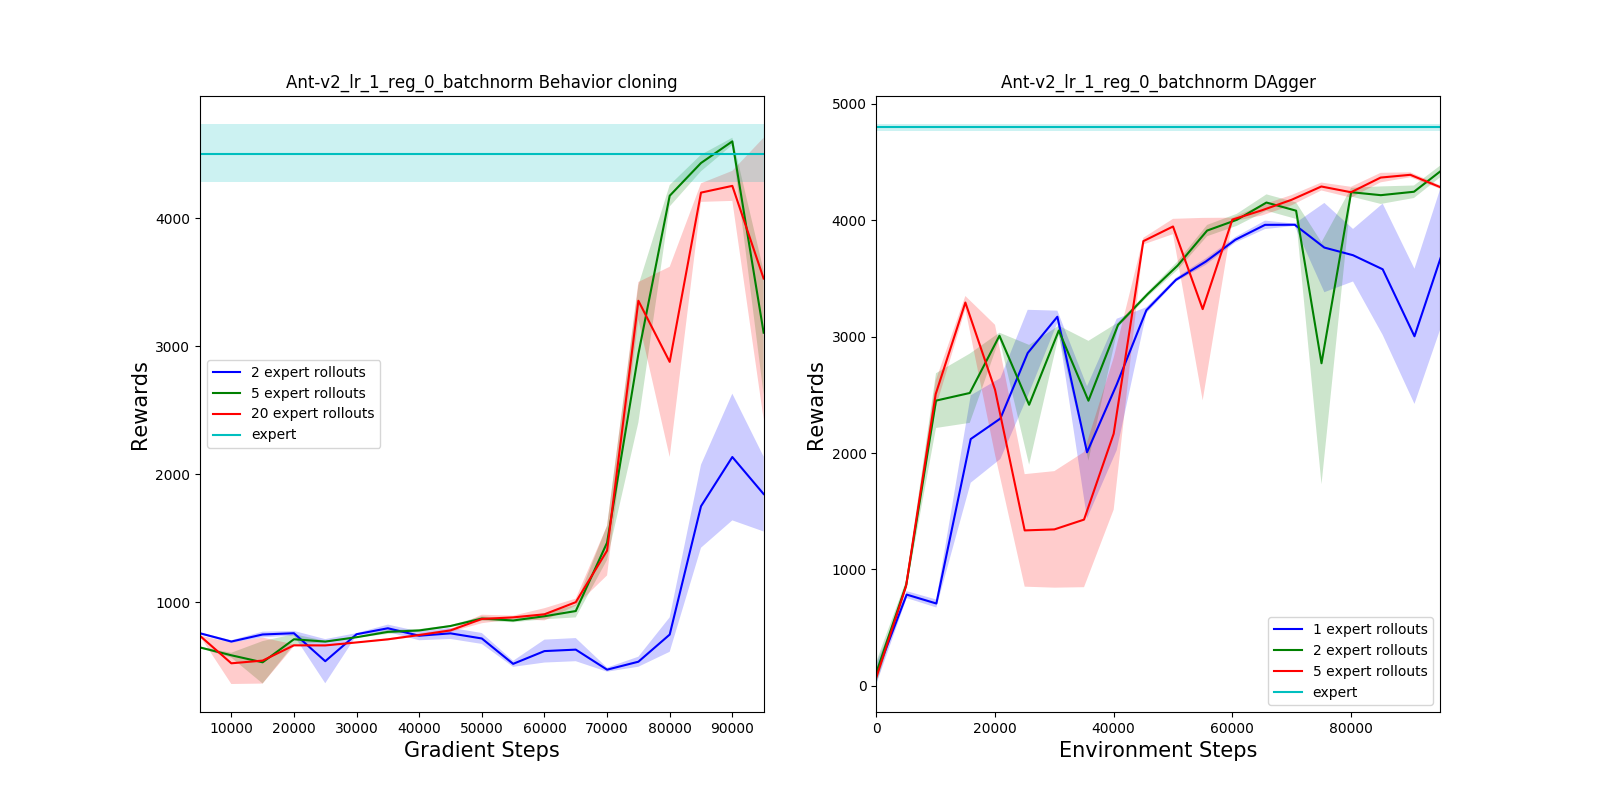 Ant-v2_lr_1_reg_0_batchnorm Behavior cloning
4000
3000
2000
1000
Rewards
2 expert rollouts
5 expert rollouts
20 expert rollouts
expert
10000 20000 30000 40000 50000 60000 70000 80000 90000
Gradient Steps
Ant-v2_lr_1_reg_0_batchnorm DAgger
5000
4000
3000
2000
1000
0
Rewards
1 expert rollouts
2 expert rollouts
5 expert rollouts
expert
0 20000 40000 60000 80000
Environment Steps